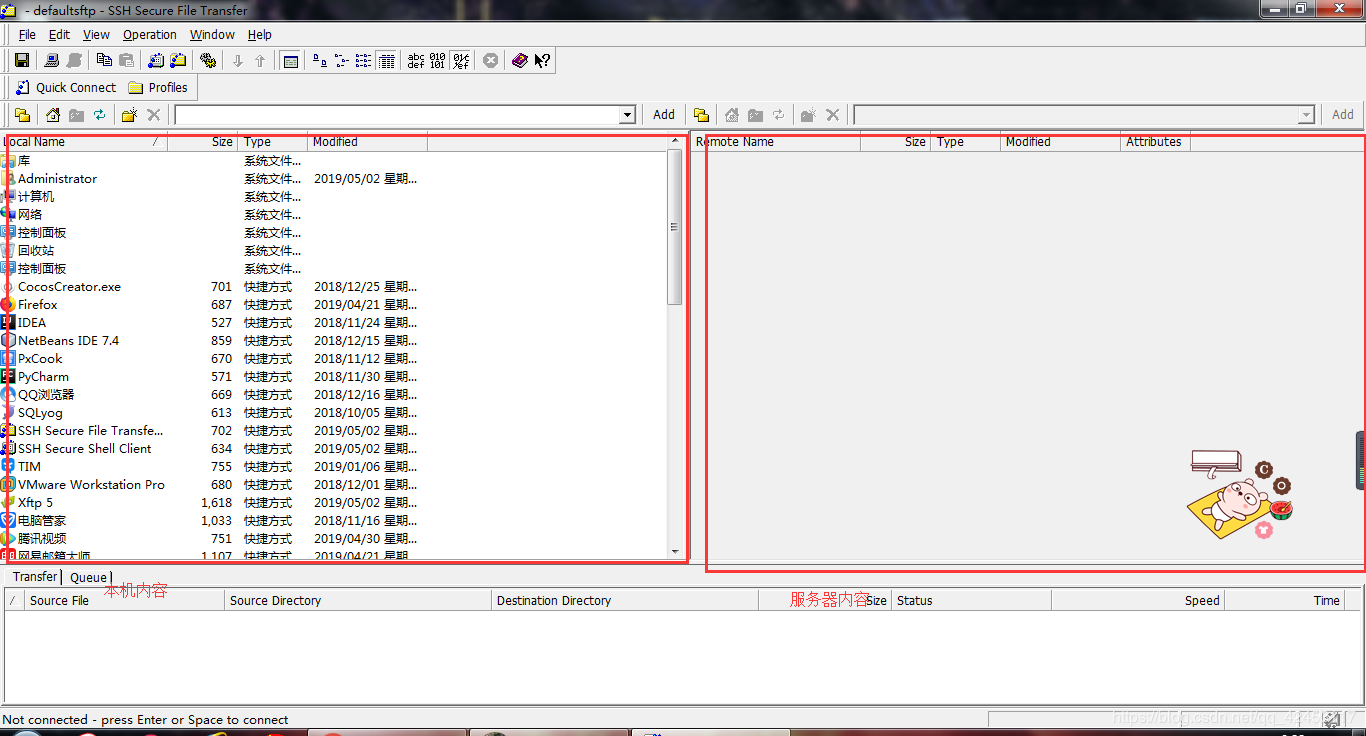 - defaultsftp - SSH Secure File Transfer
File Edit View Operation Window Help
abc def 010 101
Quick Connect Profiles
Add Add
Local Name / Size Type Modified
Remote Name Size Type Modified Attributes
库 系统文件...
Administrator 系统文件... 2019/05/02 星期...
计算机 系统文件...
网络 系统文件...
控制面板 系统文件...
回收站 系统文件...
控制面板 系统文件...
CocosCreator.exe 701 快捷方式 2018/12/25 星期...
Firefox 687 快捷方式 2019/04/21 星期...
IDEA 527 快捷方式 2018/11/24 星期...
NetBeans IDE 7.4 859 快捷方式 2018/12/15 星期...
PxCook 670 快捷方式 2018/11/12 星期...
PyCharm 571 快捷方式 2018/11/30 星期...
QQ浏览器 669 快捷方式 2018/12/16 星期...
SQLyog 613 快捷方式 2018/10/05 星期...
SSH Secure File Transfe... 702 快捷方式 2019/05/02 星期...
SSH Secure Shell Client 634 快捷方式 2019/05/02 星期...
TIM 755 快捷方式 2019/01/06 星期...
VMware Workstation Pro 680 快捷方式 2018/12/01 星期...
Xftp 5 1,618 快捷方式 2019/05/02 星期...
电脑管家 1,033 快捷方式 2018/11/16 星期...
腾讯视频 751 快捷方式 2019/04/30 星期...
网易邮箱大师 1,107 快捷方式 2019/04/21 星期
C O
Transfer Queue
本机内容
/ Source File Source Directory Destination Directory Size Status Speed Time
服务器内容
Not connected - press Enter or Space to connect